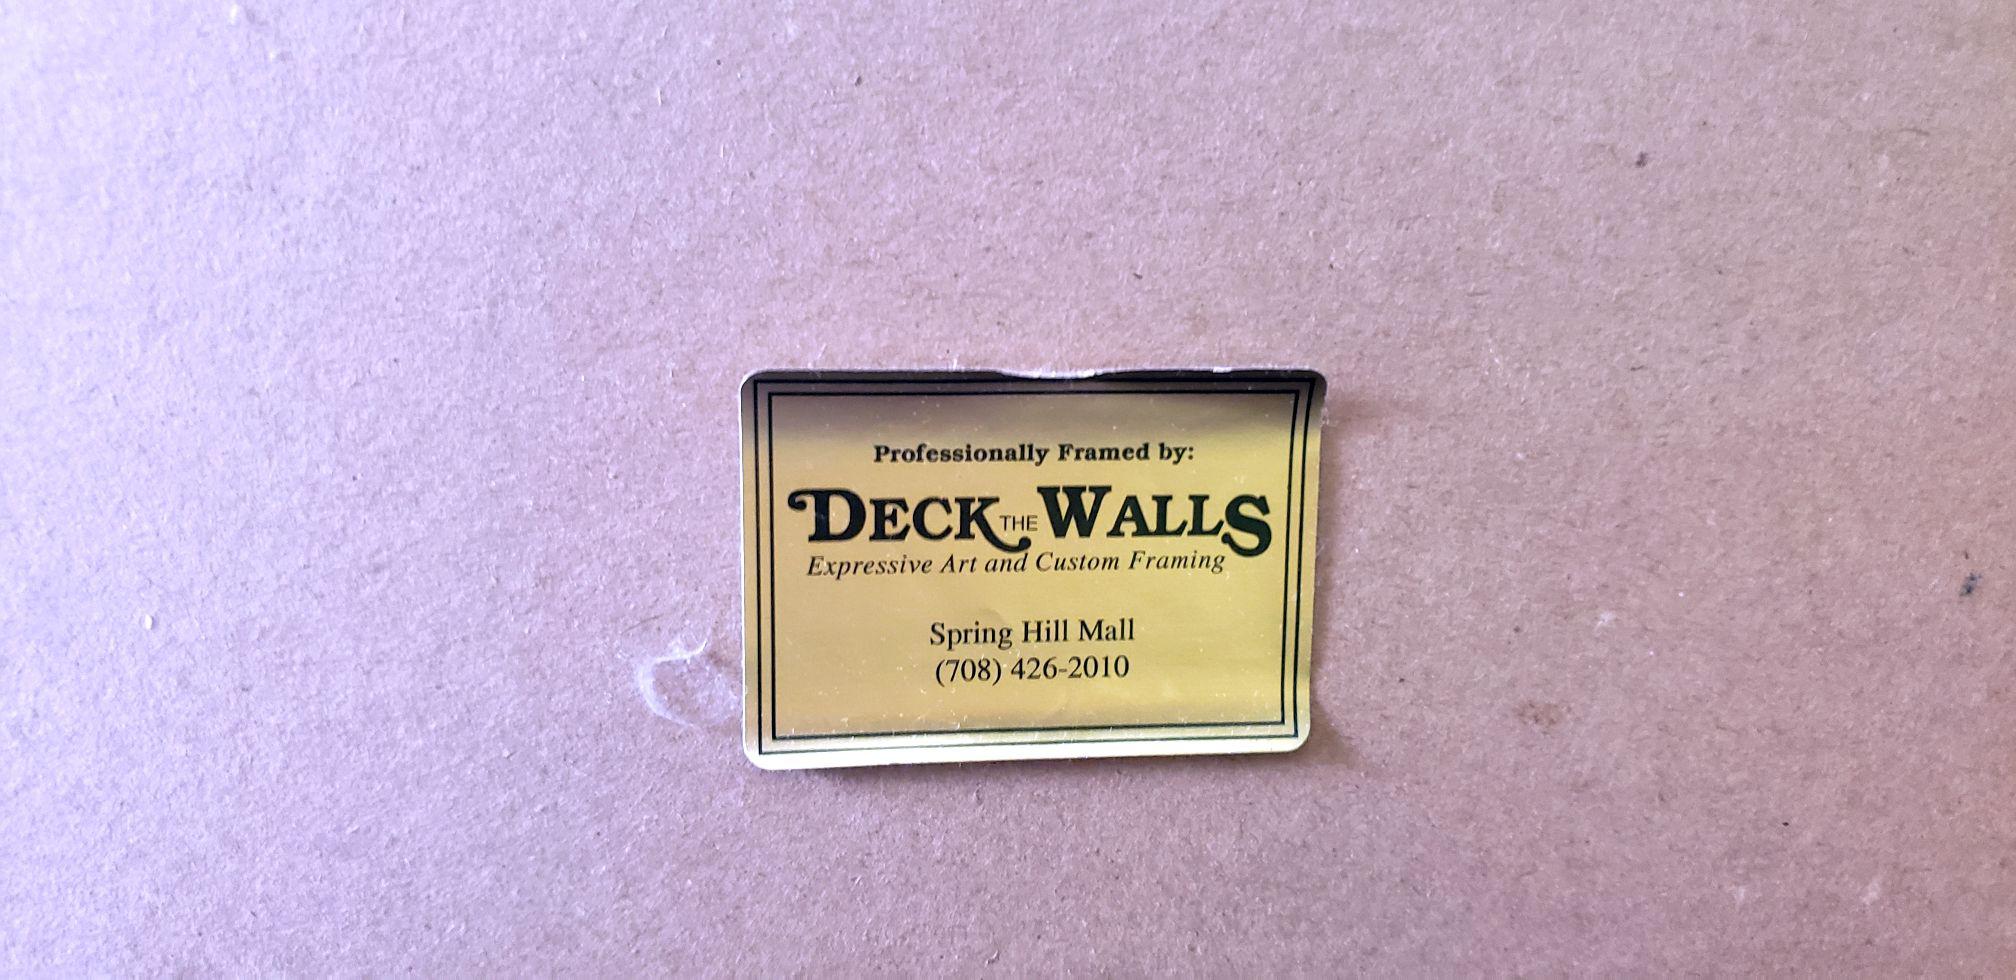 Professionally Framed by:
DECK THE WALLS
Expressive Art and Custom Framing
Spring Hill Mall
(708) 426-2010